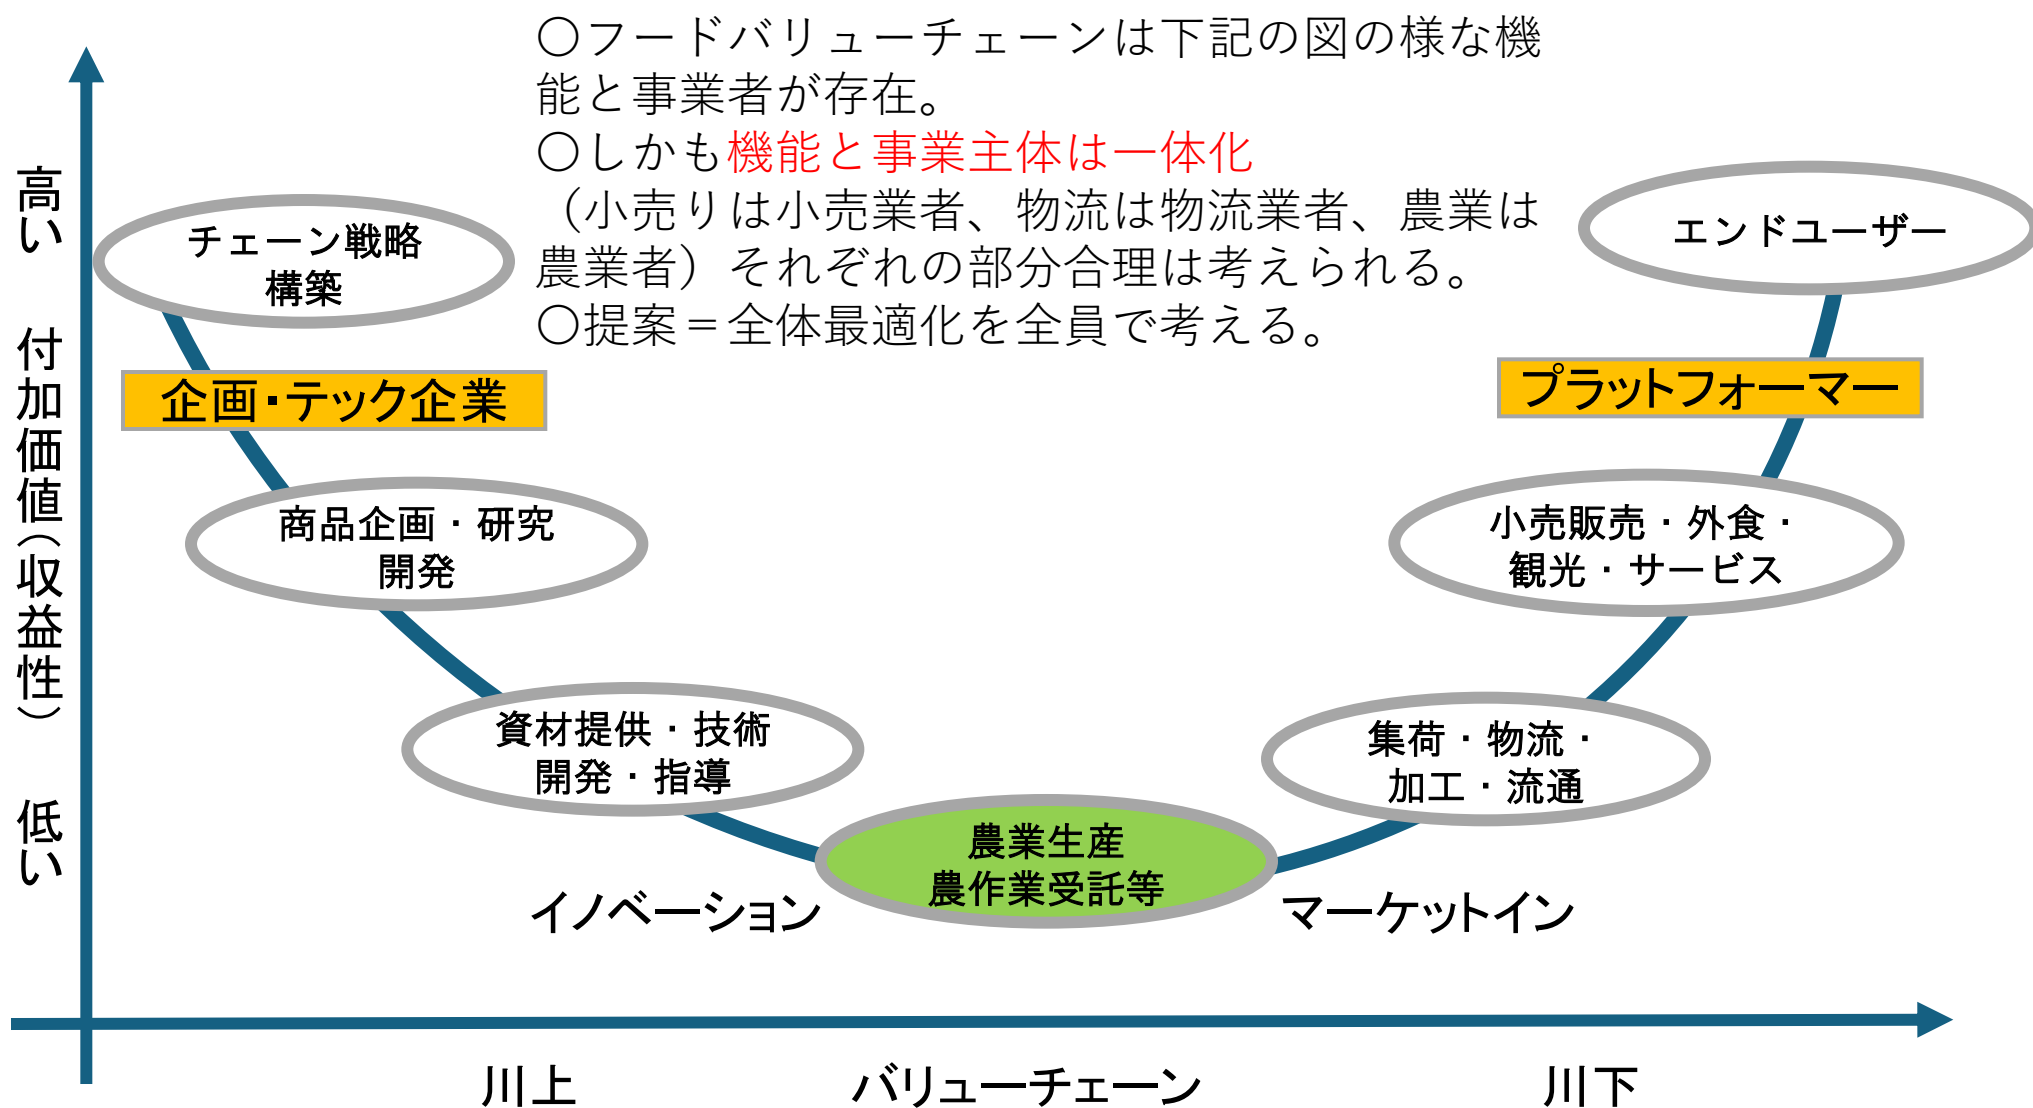 〇フードバリューチェーンは下記の図の様な機
能と事業者が存在。
〇しかも機能と事業主体は一体化
（小売りは小売業者、物流は物流業者、農業は
農業者）それぞれの部分合理は考えられる。
〇提案＝全体最適化を全員で考える。
高い　付加価値（収益性）　低い
チェーン戦略
構築
エンドユーザー
企画・テック企業
プラットフォーマー
商品企画・研究
開発
小売販売・外食・
観光・サービス
資材提供・技術
開発・指導
集荷・物流・
加工・流通
農業生産
農作業受託等
イノベーション
マーケットイン
川上
バリューチェーン
川下